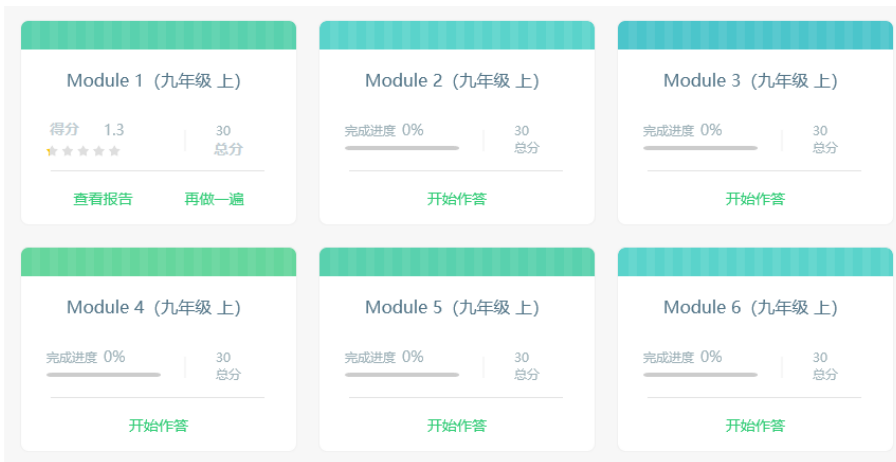 Module 1 (九年级 上)
得分 1.3
30
总分
查看报告 再做一遍
Module 2 (九年级 上)
完成进度 0%
30
总分
开始作答
Module 3 (九年级 上)
完成进度 0%
30
总分
开始作答
Module 4 (九年级 上)
完成进度 0%
30
总分
开始作答
Module 5 (九年级 上)
完成进度 0%
30
总分
开始作答
Module 6 (九年级 上)
完成进度 0%
30
总分
开始作答